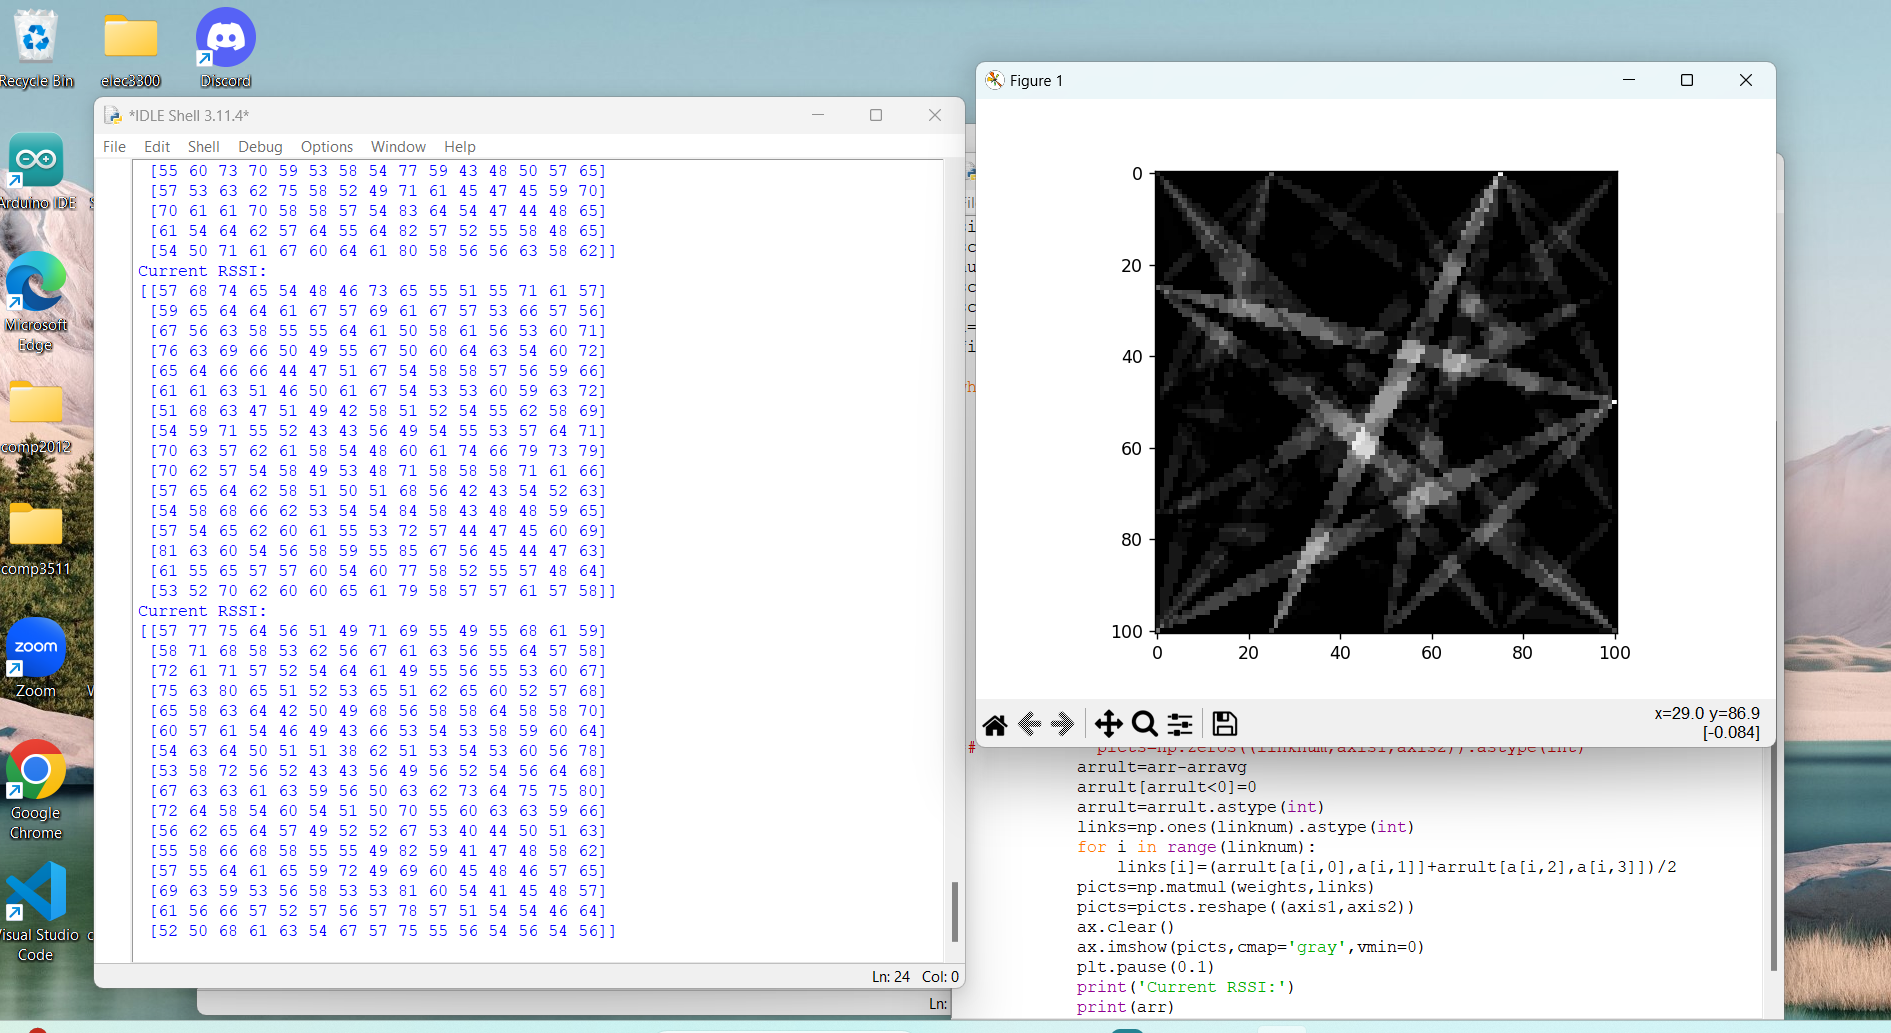 Recycle Bin
elec3300
Discord
Arduino IDE
Microsoft
Edge
comp2012
comp3511
zoom
Zoom
Google
Chrome
Visual Studio
Code
*IDLE Shell 3.11.4*
File Edit Shell Debug Options Window Help
[55 60 73 70 59 53 58 54 77 59 43 48 50 57 65]
[57 53 63 62 75 58 52 49 71 61 45 47 45 59 70]
[70 61 61 70 58 58 57 54 83 64 54 47 44 48 65]
[61 54 64 62 57 64 55 64 82 57 52 55 58 48 65]
[54 50 71 61 67 60 64 61 80 58 56 56 63 58 62]]
Current RSSI:
[[57 68 74 65 54 48 46 73 65 55 51 55 71 61 57]
[59 65 64 64 61 67 57 69 61 67 57 53 66 57 56]
[67 56 63 58 55 55 64 61 50 58 61 56 53 60 71]
[76 63 69 66 50 49 55 67 50 60 64 63 54 60 72]
[65 64 66 66 44 47 51 67 54 58 58 57 56 59 66]
[61 61 63 51 46 50 61 67 54 53 53 60 59 63 72]
[51 68 63 47 51 49 42 58 51 52 54 55 62 58 69]
[54 59 71 55 52 43 43 56 49 54 55 53 57 64 71]
[70 63 57 62 61 58 54 48 60 61 74 66 79 73 79]
[70 62 57 54 58 49 53 48 71 58 58 58 71 61 66]
[57 65 64 62 58 51 50 51 68 56 42 43 54 52 63]
[54 58 68 66 62 53 54 54 84 58 43 48 48 59 65]
[57 54 65 62 60 61 55 53 72 57 44 47 45 60 69]
[81 63 60 54 56 58 59 55 85 67 56 45 44 47 63]
[61 55 65 57 57 60 54 60 77 58 52 55 57 48 64]
[53 52 70 62 60 60 65 61 79 58 57 57 61 57 58]]
Current RSSI:
[[57 77 75 64 56 51 49 71 69 55 49 55 68 61 59]
[58 71 68 58 53 62 56 67 61 63 56 55 64 57 58]
[72 61 71 57 52 54 64 61 49 55 56 55 53 60 67]
[75 63 80 65 51 52 53 65 51 62 65 60 52 57 68]
[65 58 63 64 42 50 49 68 56 58 58 64 58 58 70]
[60 57 61 54 46 49 43 66 53 54 53 58 59 60 64]
[54 63 64 50 51 51 38 62 51 53 54 53 60 56 78]
[53 58 72 56 52 43 43 56 49 56 52 54 56 64 68]
[67 63 63 61 63 59 56 50 63 62 73 64 75 75 80]
[72 64 58 54 60 54 51 50 70 55 60 63 63 59 66]
[56 62 65 64 57 49 52 52 67 53 40 44 50 51 63]
[55 58 66 68 58 55 55 49 82 59 41 47 48 58 62]
[57 55 64 61 65 59 72 49 69 60 45 48 46 57 65]
[69 63 59 53 56 58 53 53 81 60 54 41 45 48 57]
[61 56 66 57 52 57 56 57 78 57 51 54 54 46 64]
[52 50 68 61 63 54 67 57 75 55 56 54 56 54 56]]
Ln: 24 Col: 0
Ln:
Figure 1
0
20
40
60
80
100
0 20 40 60 80 100
x=29.0 y=86.9
[-0.084]
# picts=np.zeros((linknum,axis1,axis2)).astype(int)
arrult=arr-arravg
arrult[arrult<0]=0
arrult=arrult.astype(int)
links=np.ones(linknum).astype(int)
for i in range(linknum):
links[i]=(arrult[a[i,0],a[i,1]]+arrult[a[i,2],a[i,3]])/2
picts=np.matmul(weights,links)
picts=picts.reshape((axis1,axis2))
ax.clear()
ax.imshow(picts,cmap='gray',vmin=0)
plt.pause(0.1)
print('Current RSSI:')
print(arr)